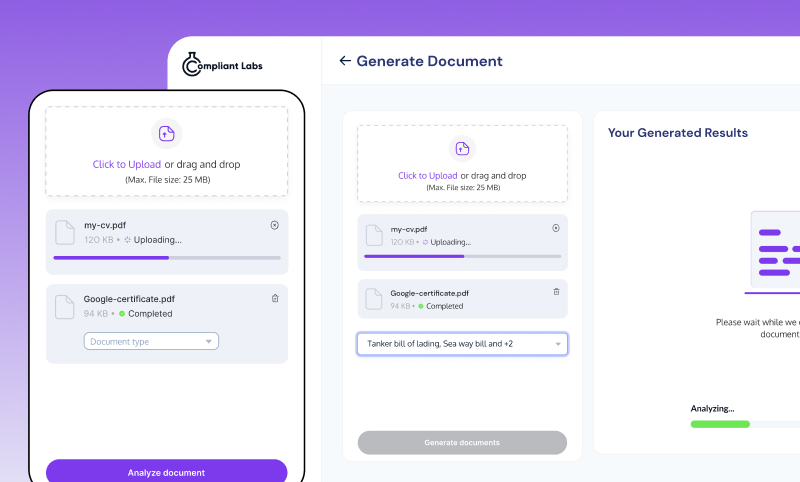 Compliant Labs
Generate Document
Click to Upload or drag and drop
(Max. File size: 25 MB)
my-cv.pdf
120 KB • Uploading...
Google-certificate.pdf
94 KB • Completed
Document type
Analyze document
Click to Upload or drag and drop
(Max. File size: 25 MB)
my-cv.pdf
120 KB • Uploading...
Google-certificate.pdf
94 KB • Completed
Tanker bill of lading, Sea way bill and +2
Generate documents
Your Generated Results
Please wait while we
document
Analyzing...